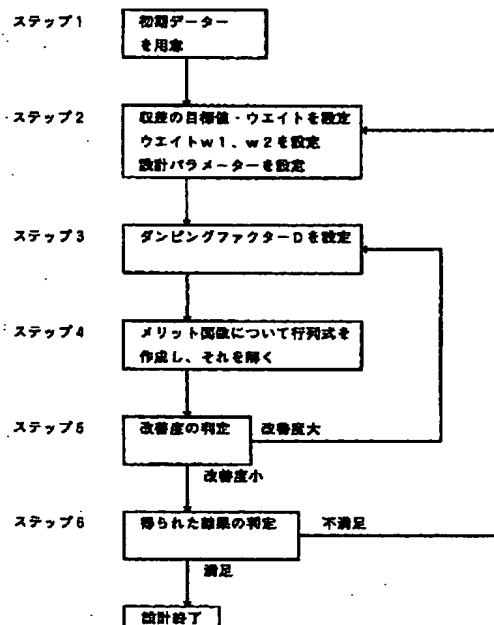 ステップ1
初期データー
を用意
ステップ2
収差の目標値・ウエイトを設定
ウエイトw1、w2を設定
設計パラメーターを設定
ステップ3
ダンピングファクターDを設定
ステップ4
メリット関数について行列式を
作成し、それを解く
ステップ5
改善度の判定
改善度大
改善度小
ステップ6
得られた結果の判定
不満足
満足
設計終了